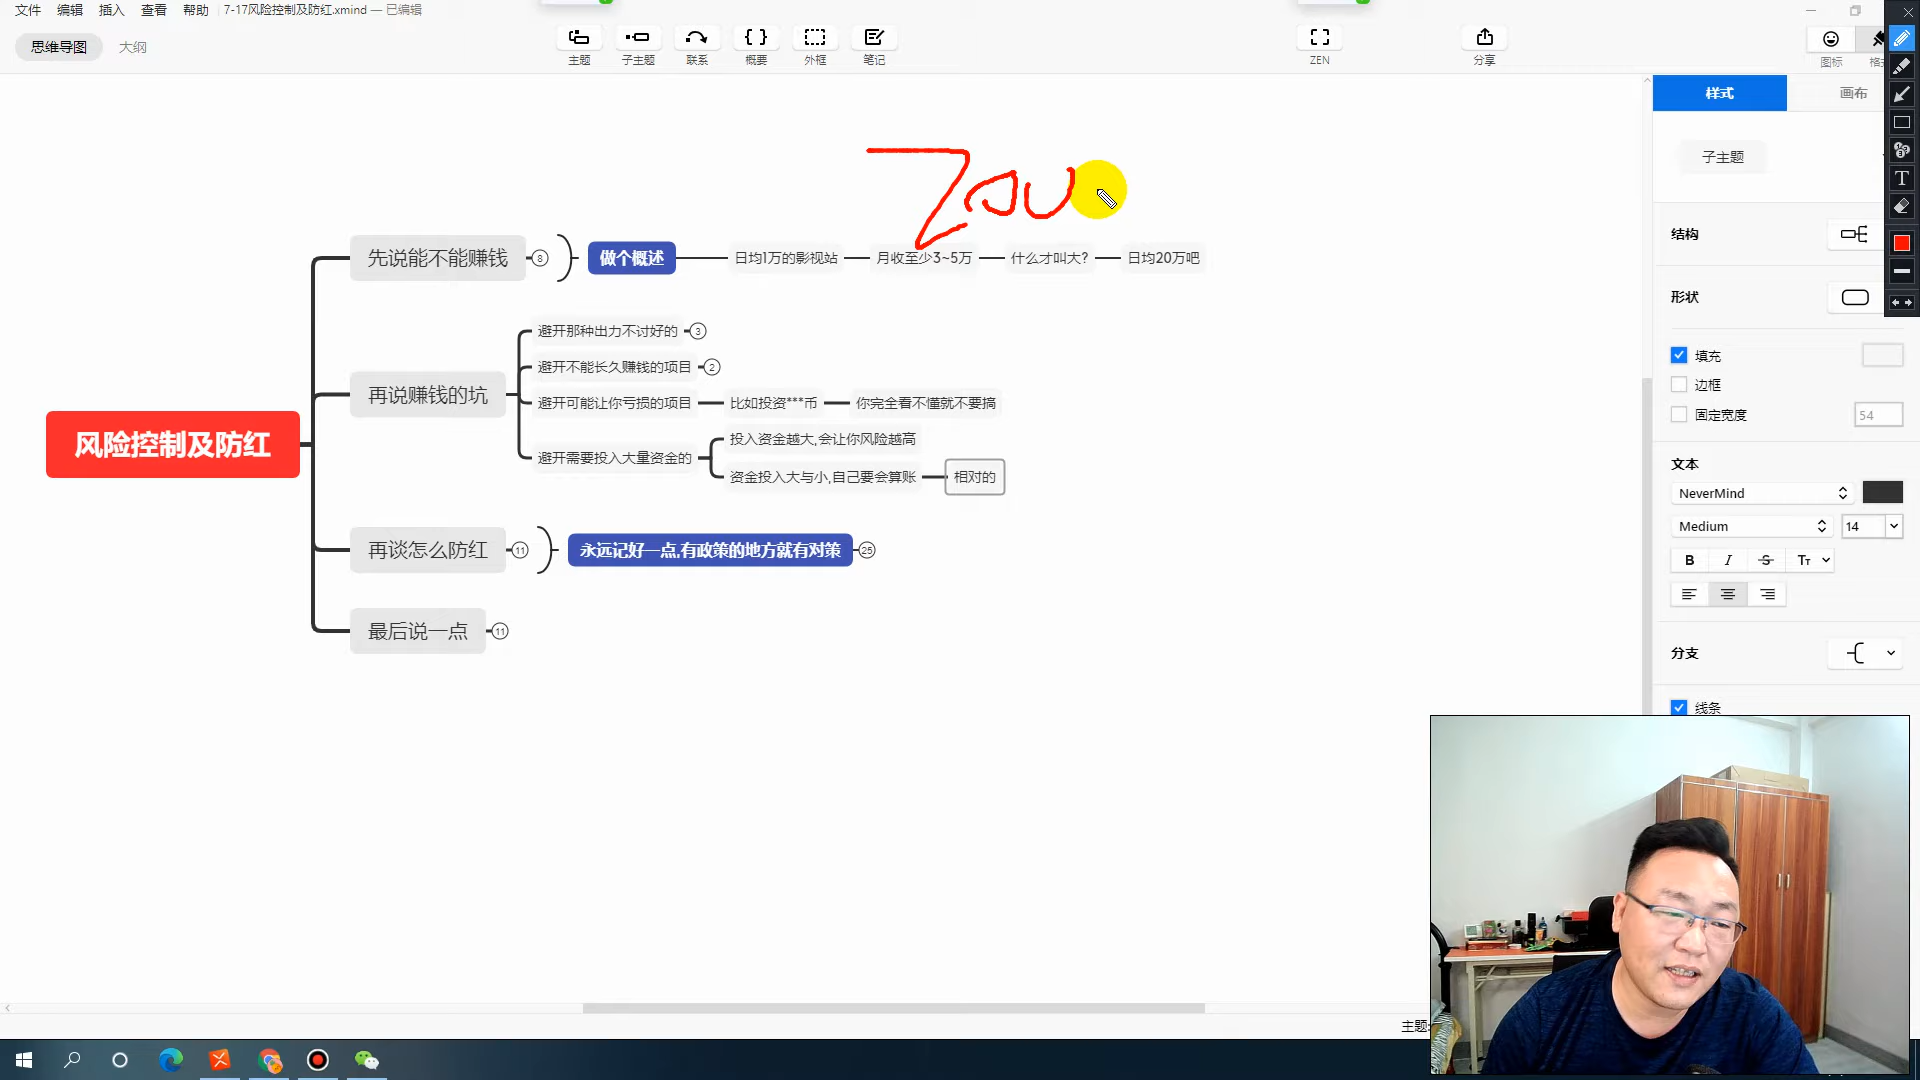 文件 编辑 插入 查看 帮助 7-17风险控制及防红.xmind — 已编辑
思维导图 大纲
主题 子主题 联系 概要 外框 笔记 ZEN 分享 图标
样式 画布
子主题
结构
形状
填充
边框
固定宽度 54
文本
NeverMind
Medium 14
B I S Tт
分支
线条
zou
先说能不能赚钱 8 做个概述 日均1万的影视站 月收至少3~5万 什么才叫大? 日均20万吧
避开那种出力不讨好的 3
避开不能长久赚钱的项目 2
再说赚钱的坑
避开可能让你亏损的项目 比如投资***币 你完全看不懂就不要搞
投入资金越大,会让你风险越高
避开需要投入大量资金的
资金投入大与小,自己要会算账 相对的
风险控制及防红
再谈怎么防红 11 永远记好一点,有政策的地方就有对策 25
最后说一点 11
主题: